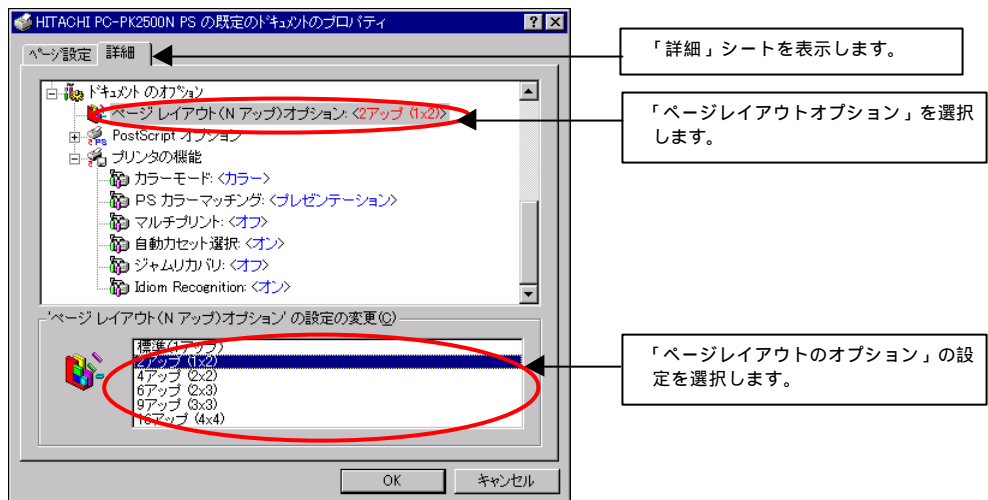 HITACHI PC-PK2500N PS の既定のドキュメントのプロパティ
ページ設定 詳細
ドキュメント のオプション
ページ レイアウト(N アップ)オプション: <2アップ (1x2)>
PostScript オプション
プリンタの機能
カラーモード: <カラー>
PS カラーマッチング: <プレゼンテーション>
マルチプリント: <オフ>
自動カセット選択: <オン>
ジャムリカバリ: <オフ>
Idiom Recognition: <オン>
'ページ レイアウト(N アップ)オプション' の設定の変更(C)
標準(1アップ)
2アップ (1x2)
4アップ (2x2)
6アップ (2x3)
9アップ (3x3)
16アップ (4x4)
OK キャンセル
「詳細」シートを表示します。
「ページレイアウトオプション」を選択
します。
「ページレイアウトのオプション」の設
定を選択します。